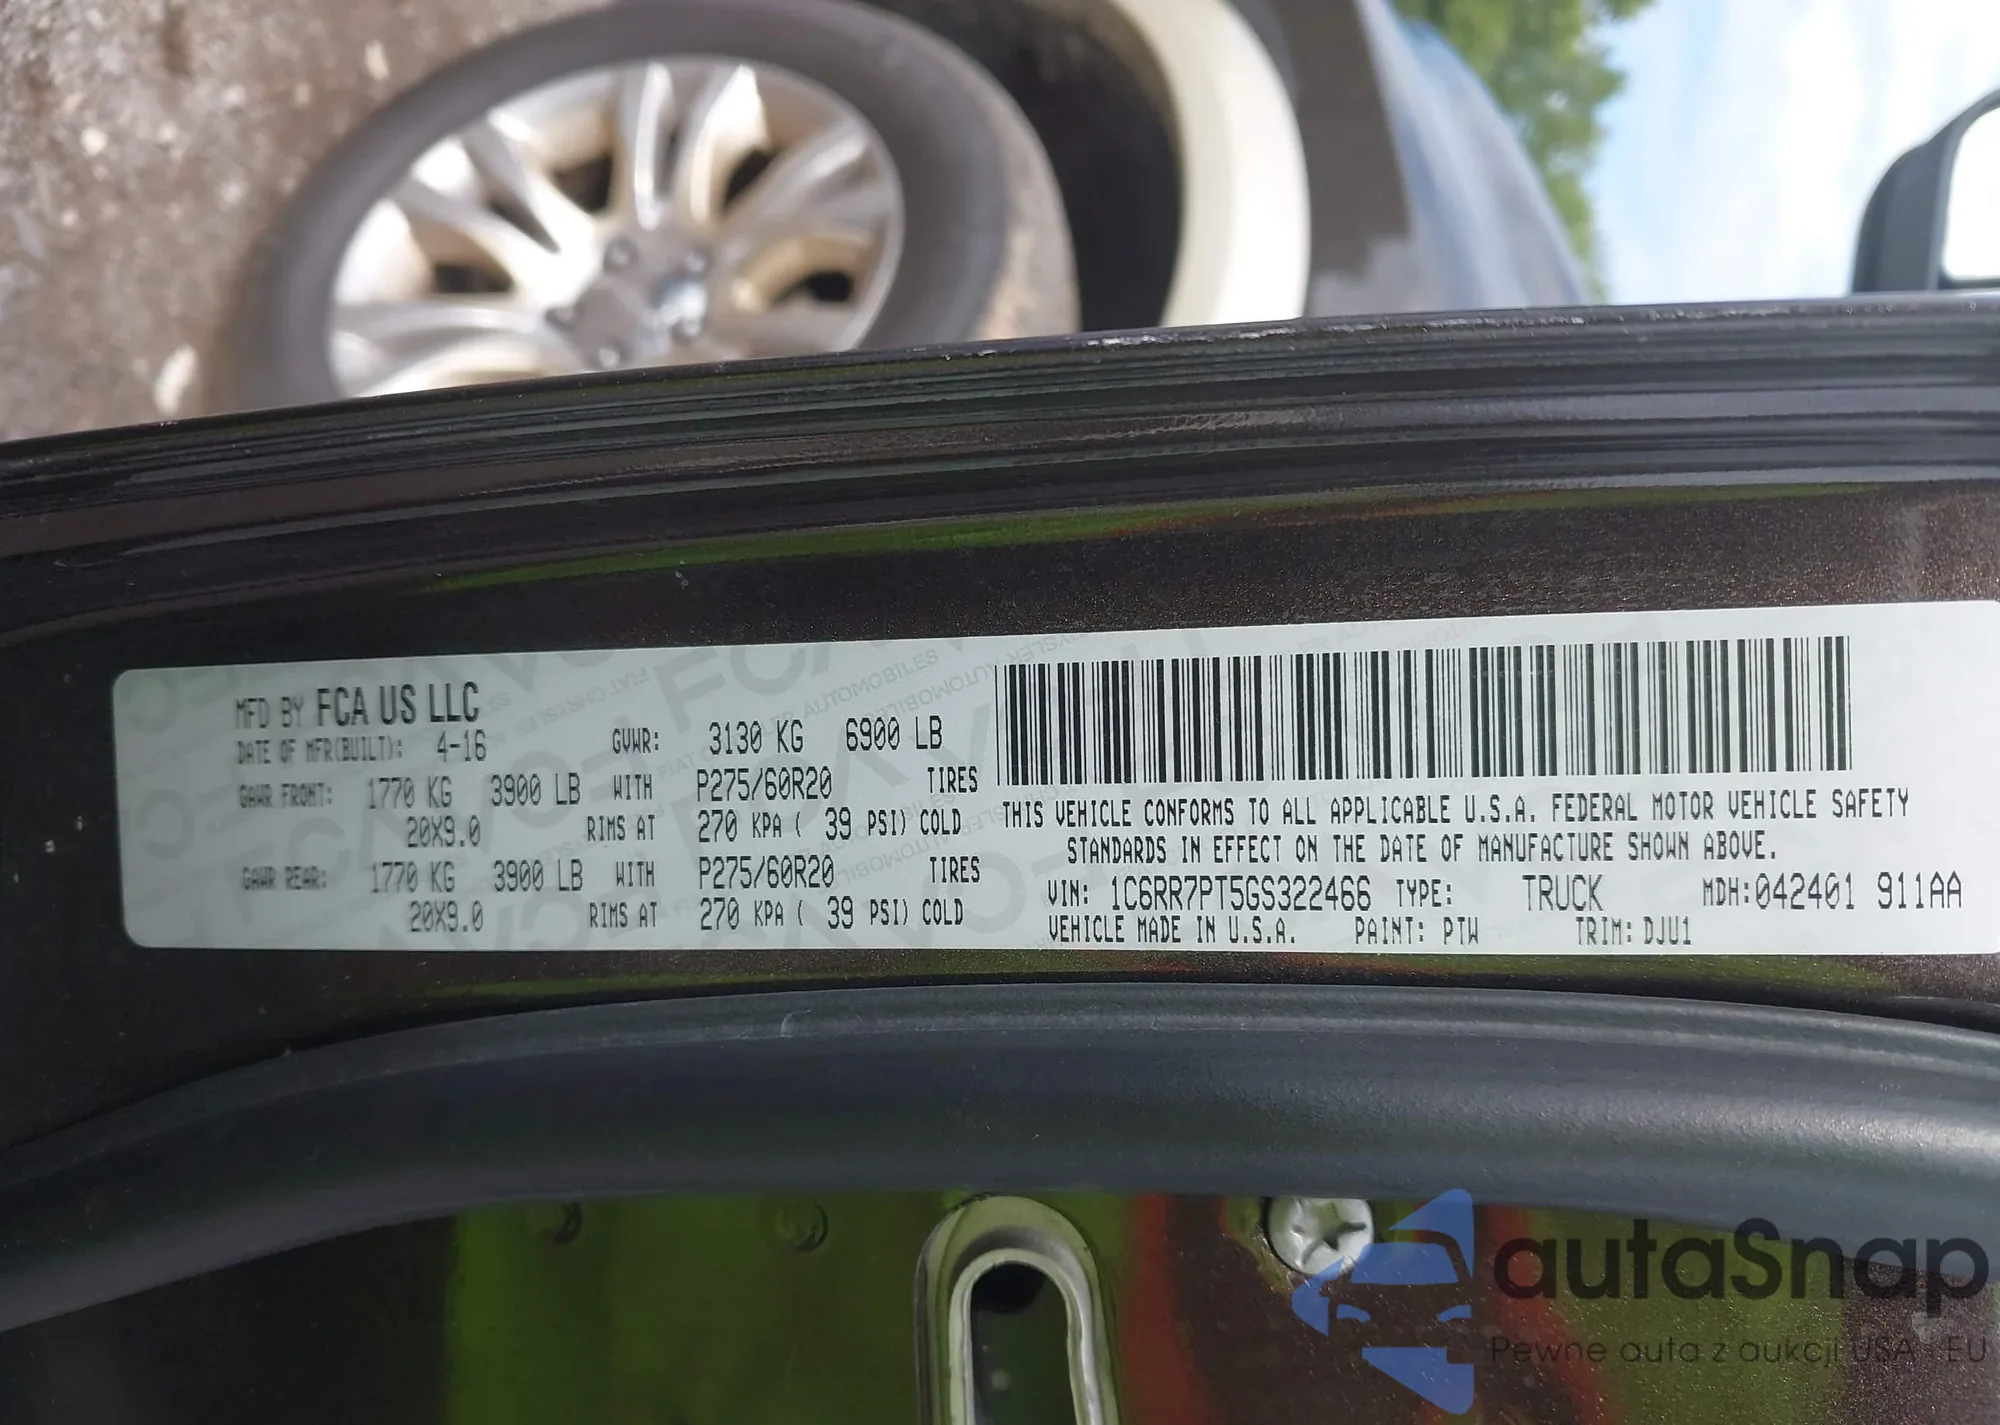 MFD BY FCA US LLC
DATE OF MFR(BUILT): 4-16 GVWR: 3130 KG 6900 LB
GAWR FRONT: 1770 KG 3900 LB WITH P275/60R20 TIRES
20X9.0 RIMS AT 270 KPA ( 39 PSI) COLD
GAWR REAR: 1770 KG 3900 LB WITH P275/60R20 TIRES
20X9.0 RIMS AT 270 KPA ( 39 PSI) COLD
THIS VEHICLE CONFORMS TO ALL APPLICABLE U.S.A. FEDERAL MOTOR VEHICLE SAFETY
STANDARDS IN EFFECT ON THE DATE OF MANUFACTURE SHOWN ABOVE.
VIN: 1C6RR7PT5GS322466 TYPE: TRUCK MDH:042401 911AA
VEHICLE MADE IN U.S.A. PAINT: PTW TRIM: DJU1
autaSnap
Pewne auta z aukcji USA - EU